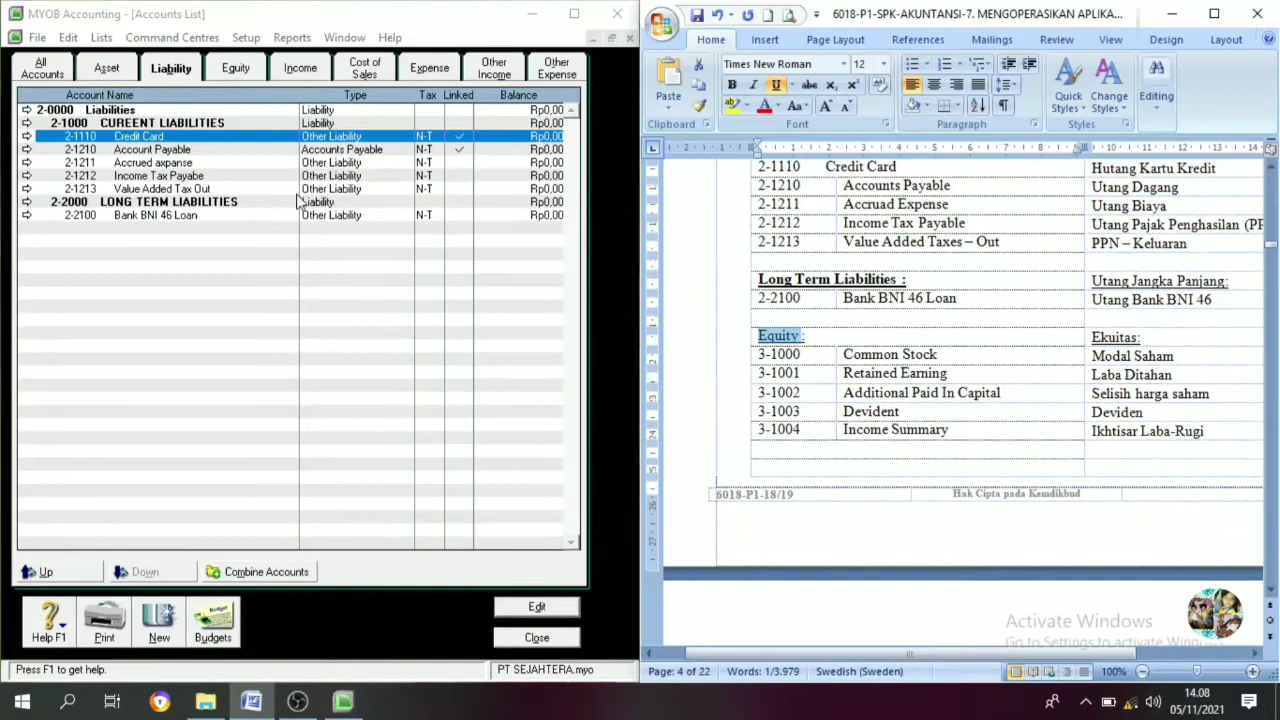 MYOB Accounting - [Accounts List]
File Edit Lists Command Centres Setup Reports Window Help
All Accounts Asset Liability Equity Income Cost of Sales Expense Other Income Other Expense
Account Name Type Tax Linked Balance
2-0000 Liabilities Liability Rp0,00
2-1000 CURENT LIABILITIES Liability Rp0,00
2-1110 Credit Card Other Liability N-T Rp0,00
2-1210 Account Payable Accounts Payable N-T Rp0,00
2-1211 Accrued axpanse Other Liability N-T Rp0,00
2-1212 Income Tax Payabe Other Liability N-T Rp0,00
2-1213 Value Added Tax Out Other Liability N-T Rp0,00
2-2000 LONG TERM LIABILITIES Liability Rp0,00
2-2100 Bank BNI 46 Loan Other Liability N-T Rp0,00
Up Down Combine Accounts
Help F1 Print New Budgets
Edit
Close
Press F1 to get help. PT SEJAHTERA.myo
6018-P1-SPK-AKUNTANSI-7. MENGOPERASIKAN APLIKA...
Home Insert Page Layout References Mailings Review View Design Layout
Times New Roman 12
Paste Quick Styles Change Styles Editing
Clipboard Font Paragraph Styles
2-1110 Credit Card Hutang Kartu Kredit
2-1210 Accounts Payable Utang Dagang
2-1211 Accruad Expense Utang Biaya
2-1212 Income Tax Payable Utang Pajak Penghasilan (PP
2-1213 Value Added Taxes – Out PPN – Keluaran
Long Term Liabilities : Utang Jangka Panjang:
2-2100 Bank BNI 46 Loan Utang Bank BNI 46
Equity : Ekuitas:
3-1000 Common Stock Modal Saham
3-1001 Retained Earning Laba Ditahan
3-1002 Additional Paid In Capital Selisih harga saham
3-1003 Devident Deviden
3-1004 Income Summary Ikhtisar Laba-Rugi
6018-P1-18/19 Hak Cipta pada Kemdikbud
Activate Windows
Go to Settings to activate Windows.
Page: 4 of 22 Words: 1/3.979 Swedish (Sweden) 100%
14.08
05/11/2021